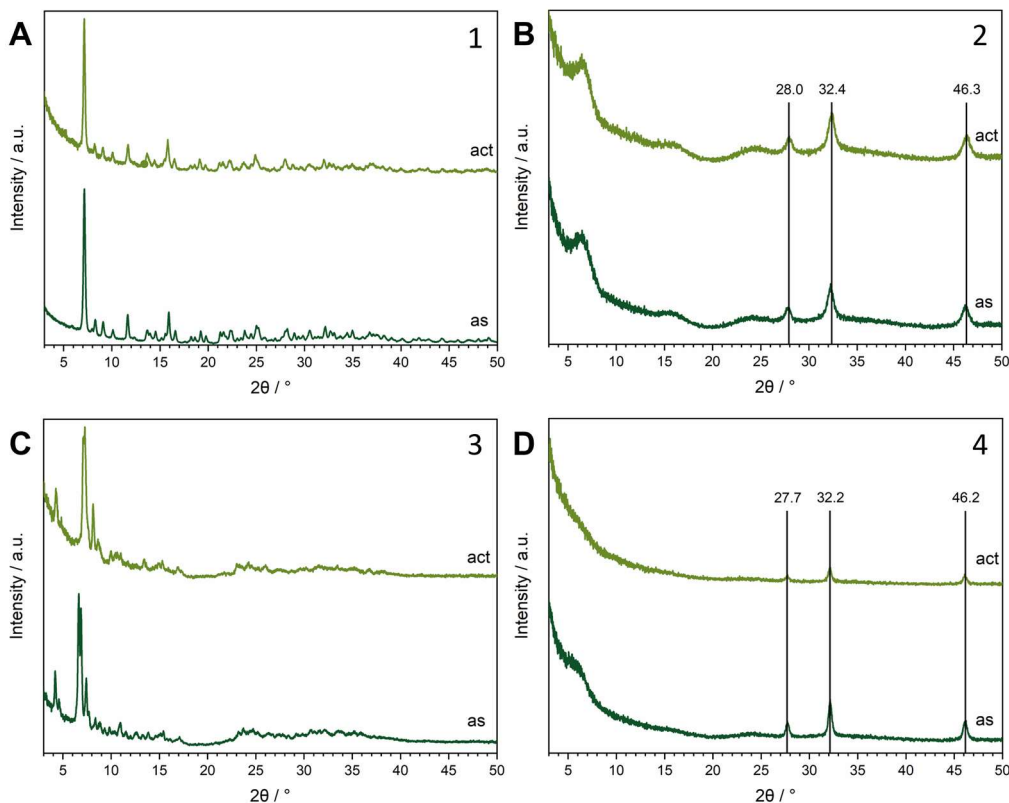 A
1
act
as
Intensity / a.u.
5 10 15 20 25 30 35 40 45 50
2θ / °
B
2
28.0 32.4 46.3
act
as
Intensity / a.u.
5 10 15 20 25 30 35 40 45 50
2θ / °
C
3
act
as
Intensity / a.u.
5 10 15 20 25 30 35 40 45 50
2θ / °
D
4
27.7 32.2 46.2
act
as
Intensity / a.u.
5 10 15 20 25 30 35 40 45 50
2θ / °